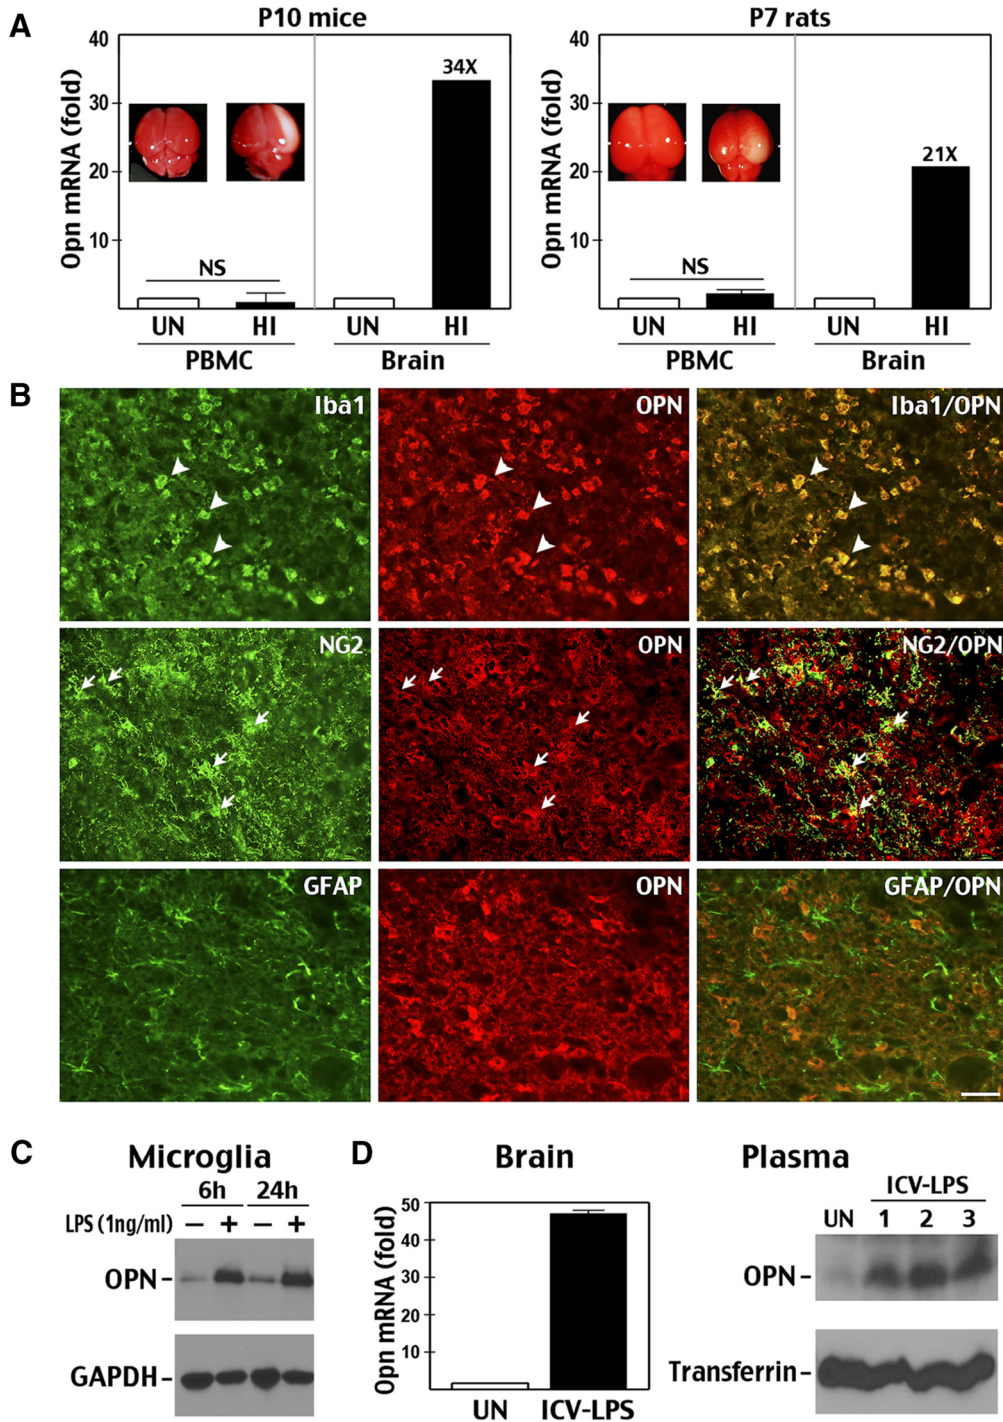 A
P10 mice
P7 rats
Opn mRNA (fold)
40
30
20
10
34X
NS
UN HI UN HI
PBMC Brain
Opn mRNA (fold)
40
30
20
10
21X
NS
UN HI UN HI
PBMC Brain
B
Iba1 OPN Iba1/OPN
NG2 OPN NG2/OPN
GFAP OPN GFAP/OPN
C
Microglia
6h 24h
LPS (1ng/ml) – + – +
OPN –
GAPDH –
D
Brain
Opn mRNA (fold)
50
40
30
20
10
UN ICV-LPS
Plasma
ICV-LPS
UN 1 2 3
OPN –
Transferrin –